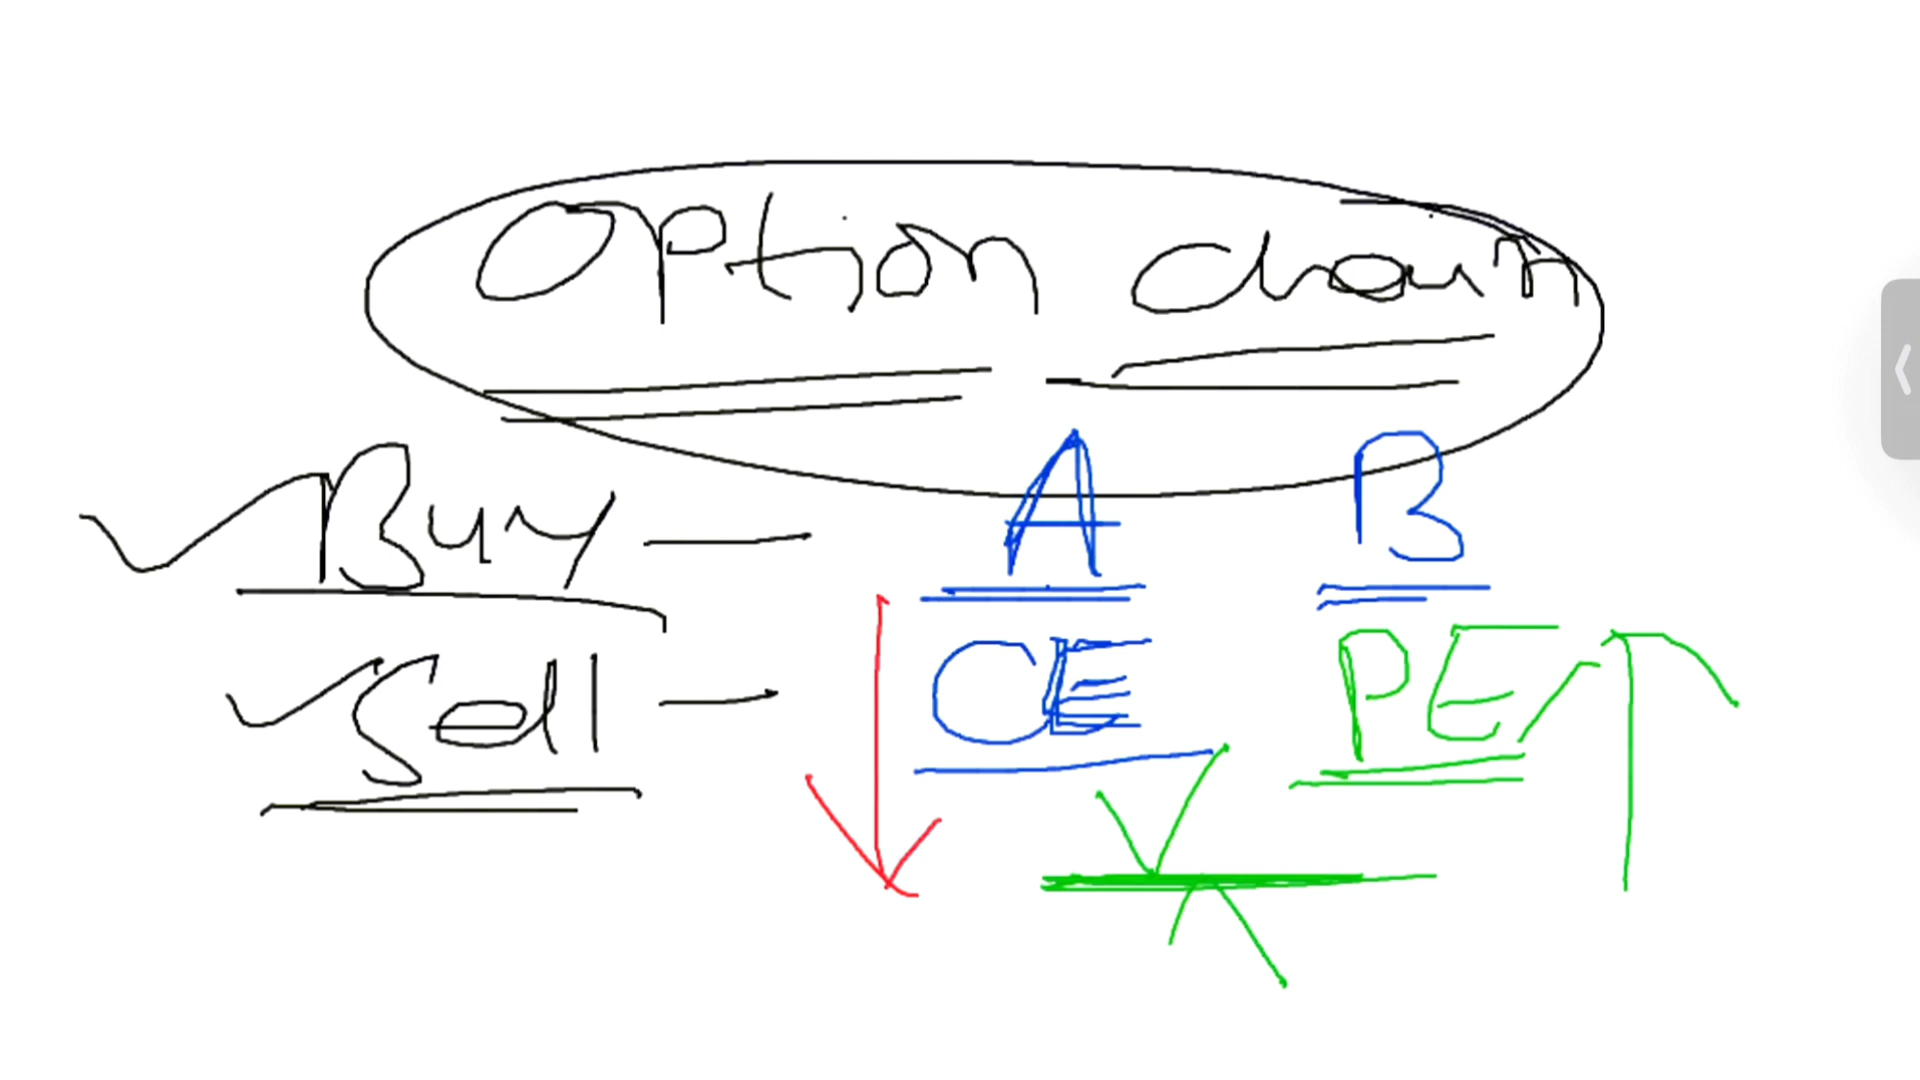 Option chain
Buy — A B
Sell — CE PE